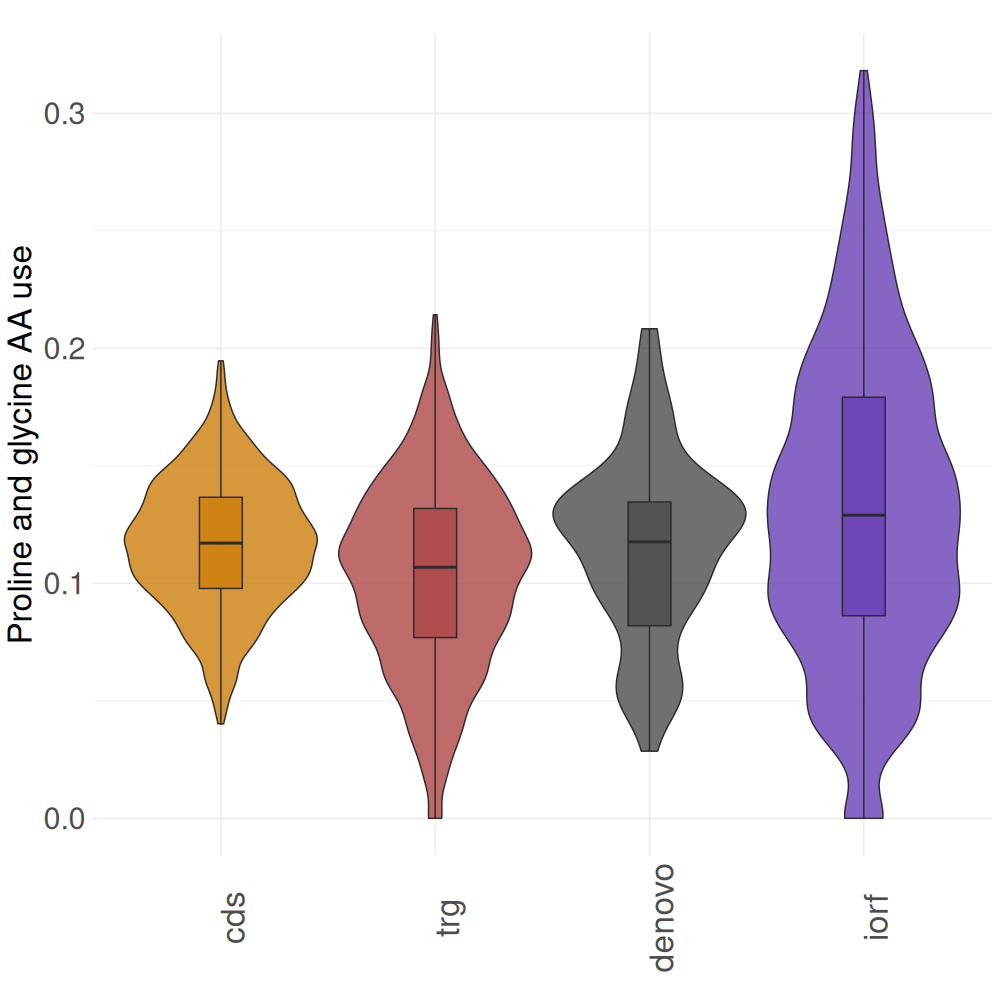 Proline and glycine AA use
0.3
0.2
0.1
0.0
cds
trg
denovo
iorf